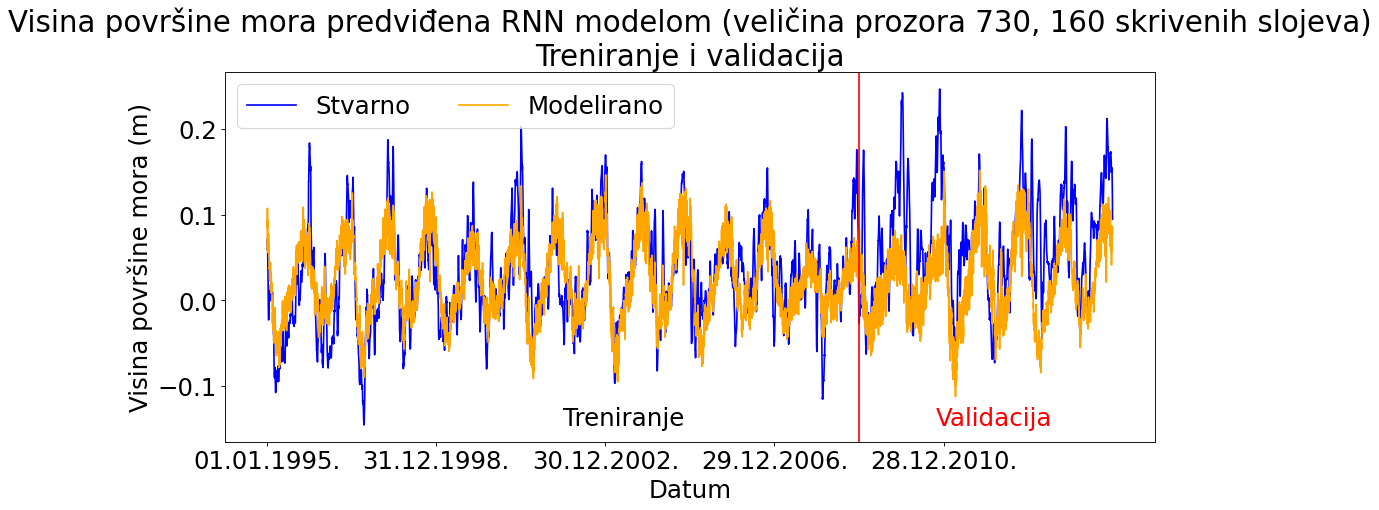 Visina površine mora predviđena RNN modelom (veličina prozora 730, 160 skrivenih slojeva)
Treniranje i validacija
Stvarno
Modelirano
Visina površine mora (m)
0.2
0.1
0.0
−0.1
Treniranje
Validacija
01.01.1995.
31.12.1998.
30.12.2002.
29.12.2006.
28.12.2010.
Datum